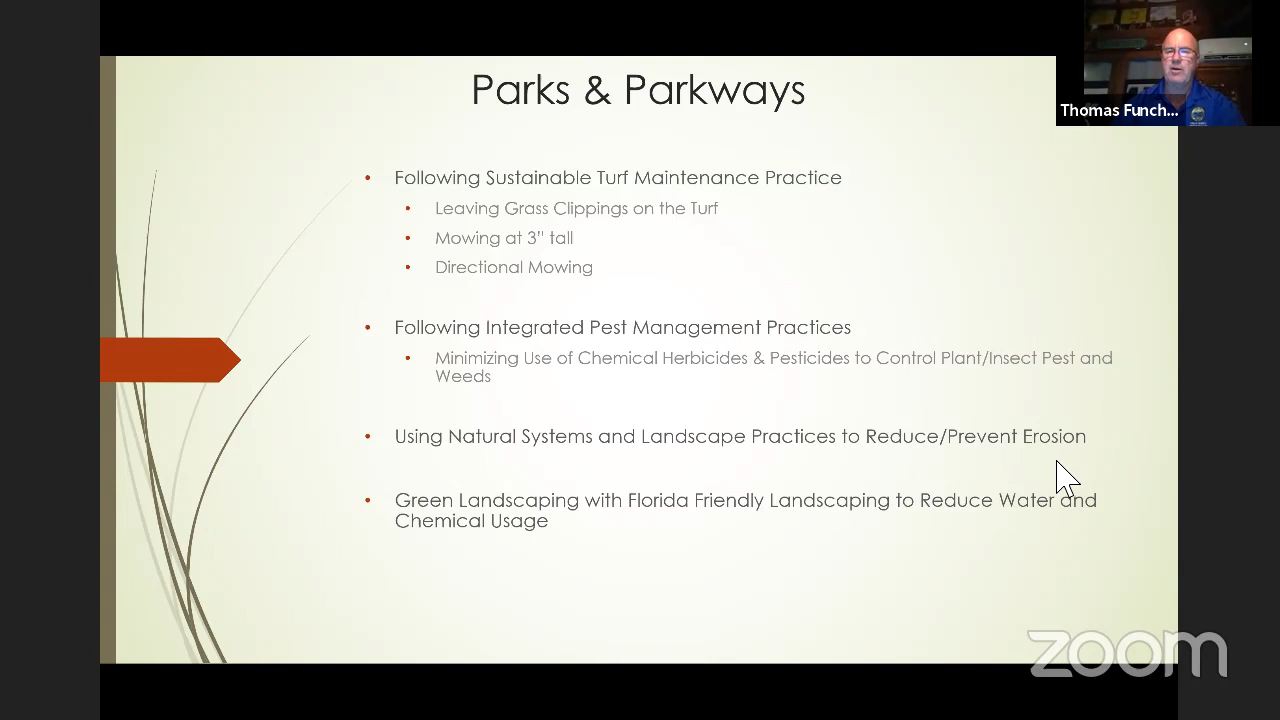 Parks & Parkways
Thomas Funch...
Following Sustainable Turf Maintenance Practice
Leaving Grass Clippings on the Turf
Mowing at 3" tall
Directional Mowing
Following Integrated Pest Management Practices
Minimizing Use of Chemical Herbicides & Pesticides to Control Plant/Insect Pest and
Weeds
Using Natural Systems and Landscape Practices to Reduce/Prevent Erosion
Green Landscaping with Florida Friendly Landscaping to Reduce Water and
Chemical Usage
zoom